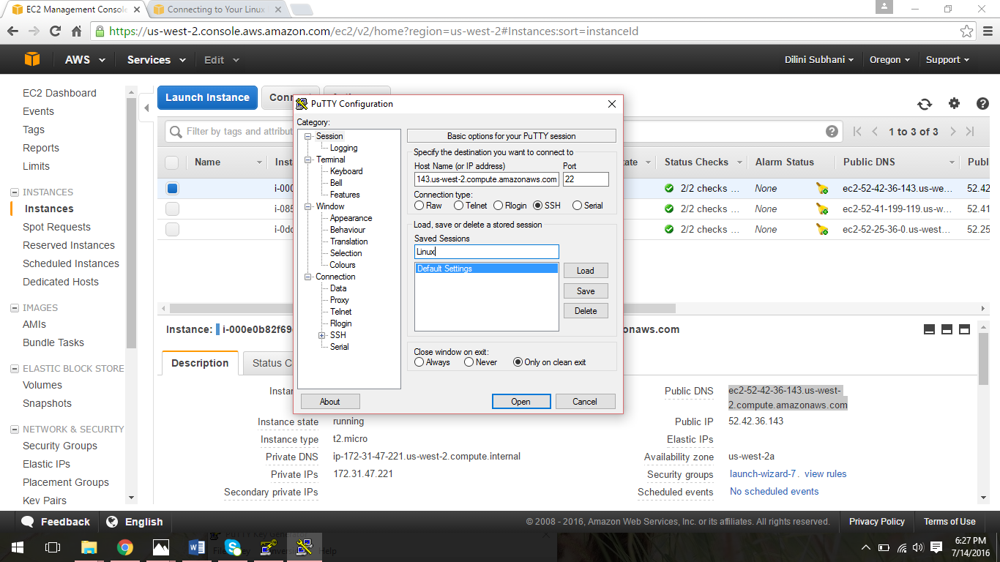 EC2 Management Conso
Connecting to Your Linux
https://us-west-2.console.aws.amazon.com/ec2/v2/home?region=us-west-2#Instances:sort=instanceId
AWS
Services
Edit
Dilini Subhani
Oregon
Support
EC2 Dashboard
Events
Tags
Reports
Limits
INSTANCES
Instances
Spot Requests
Reserved Instances
Scheduled Instances
Dedicated Hosts
IMAGES
AMIs
Bundle Tasks
ELASTIC BLOCK STORE
Volumes
Snapshots
NETWORK & SECURITY
Security Groups
Elastic IPs
Placement Groups
Key Pairs
Launch Instance
Conn
Filter by tags and attribut
1 to 3 of 3
Name
Inst
ate
Status Checks
Alarm Status
Public DNS
Publ
i-000
2/2 checks ...
None
ec2-52-42-36-143.us-we...
52.42
i-085
2/2 checks ...
None
ec2-52-41-199-119.us-w...
52.41
i-0dc
2/2 checks ...
None
ec2-52-25-36-0.us-west...
52.25
PuTTY Configuration
Category:
Session
Logging
Terminal
Keyboard
Bell
Features
Window
Appearance
Behaviour
Translation
Selection
Colours
Connection
Data
Proxy
Telnet
Rlogin
SSH
Serial
Basic options for your PuTTY session
Specify the destination you want to connect to
Host Name (or IP address)
Port
143.us-west-2.compute.amazonaws.com
22
Connection type:
Raw
Telnet
Rlogin
SSH
Serial
Load, save or delete a stored session
Saved Sessions
Linux
Default Settings
Load
Save
Delete
Close window on exit:
Always
Never
Only on clean exit
About
Open
Cancel
Instance:
i-000e0b82f69
onaws.com
Description
Status C
Instan
Instance state
running
Instance type
t2.micro
Private DNS
ip-172-31-47-221.us-west-2.compute.internal
Private IPs
172.31.47.221
Secondary private IPs
Public DNS
ec2-52-42-36-143.us-west-
2.compute.amazonaws.com
Public IP
52.42.36.143
Elastic IPs
Availability zone
us-west-2a
Security groups
launch-wizard-7. view rules
Scheduled events
No scheduled events
Feedback
English
© 2008 - 2016, Amazon Web Services, Inc. or its affiliates. All rights reserved.
Privacy Policy
Terms of Use
6:27 PM
7/14/2016